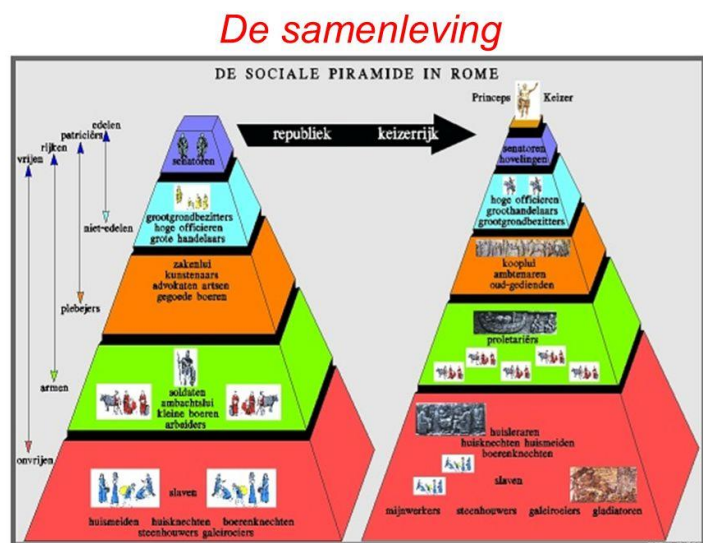 De samenleving
DE SOCIALE PIRAMIDE IN ROME
vrijen
rijken
patriciërs
edelen
niet-edelen
plebejers
armen
onvrijen
republiek keizerrijk
senatoren
grootgrondbezitters
hoge officieren
grote handelaars
zakenlui
kunstenaars
advokaten artsen
gegoede boeren
soldaten
ambachtslui
kleine boeren
arbeiders
slaven
huismeiden huisknechten boerenknechten
steenhouwers galeiroeiers
Princeps Keizer
senatoren
hovelingen
hoge officieren
groothandelaars
grootgrondbezitters
kooplui
ambtenaren
oud-gedienden
proletariërs
huisleraren
huisknechten huismeiden
boerenknechten
slaven
mijnwerkers steenhouwers galeiroeiers gladiatoren